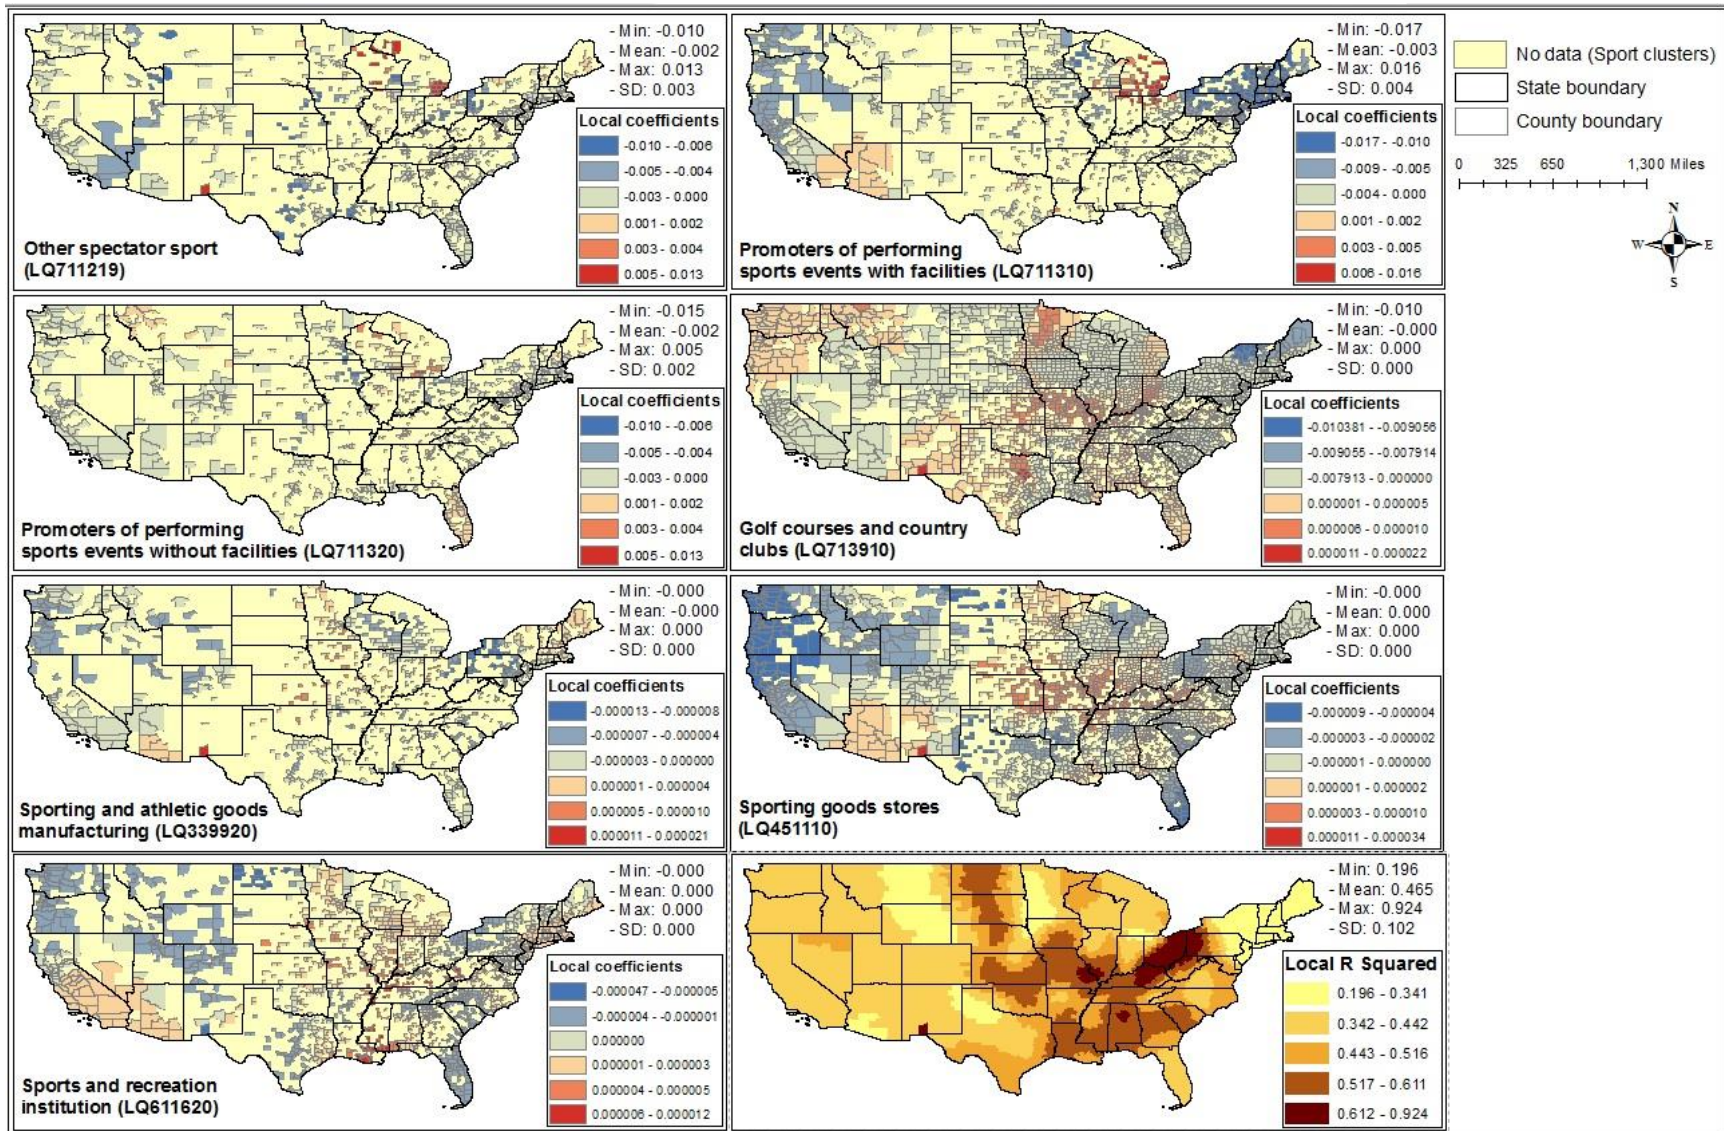 - Min: -0.010
- Mean: -0.002
- Max: 0.013
- SD: 0.003
Local coefficients
-0.010 - -0.006
-0.005 - -0.004
-0.003 - 0.000
0.001 - 0.002
0.003 - 0.004
0.005 - 0.013
Other spectator sport
(LQ711219)
- Min: -0.017
- Mean: -0.003
- Max: 0.016
- SD: 0.004
Local coefficients
-0.017 - -0.010
-0.009 - -0.005
-0.004 - 0.000
0.001 - 0.002
0.003 - 0.005
0.006 - 0.016
Promoters of performing
sports events with facilities (LQ711310)
No data (Sport clusters)
State boundary
County boundary
0 325 650 1,300 Miles
N
W E
S
- Min: -0.015
- Mean: -0.002
- Max: 0.005
- SD: 0.002
Local coefficients
-0.010 - -0.006
-0.005 - -0.004
-0.003 - 0.000
0.001 - 0.002
0.003 - 0.004
0.005 - 0.013
Promoters of performing
sports events without facilities (LQ711320)
- Min: -0.010
- Mean: -0.000
- Max: 0.000
- SD: 0.000
Local coefficients
-0.010381 - -0.009056
-0.009055 - -0.007914
-0.007913 - 0.000000
0.000001 - 0.000005
0.000006 - 0.000010
0.000011 - 0.000022
Golf courses and country
clubs (LQ713910)
- Min: -0.000
- Mean: -0.000
- Max: 0.000
- SD: 0.000
Local coefficients
-0.000013 - -0.000008
-0.000007 - -0.000004
-0.000003 - 0.000000
0.000001 - 0.000004
0.000005 - 0.000010
0.000011 - 0.000021
Sporting and athletic goods
manufacturing (LQ339920)
- Min: -0.000
- Mean: 0.000
- Max: 0.000
- SD: 0.000
Local coefficients
-0.000009 - -0.000004
-0.000003 - -0.000002
-0.000001 - 0.000000
0.000001 - 0.000002
0.000003 - 0.000010
0.000011 - 0.000034
Sporting goods stores
(LQ451110)
- Min: -0.000
- Mean: 0.000
- Max: 0.000
- SD: 0.000
Local coefficients
-0.000047 - -0.000005
-0.000004 - -0.000001
0.000000
0.000001 - 0.000003
0.000004 - 0.000005
0.000006 - 0.000012
Sports and recreation
institution (LQ611620)
- Min: 0.196
- Mean: 0.465
- Max: 0.924
- SD: 0.102
Local R Squared
0.196 - 0.341
0.342 - 0.442
0.443 - 0.516
0.517 - 0.611
0.612 - 0.924